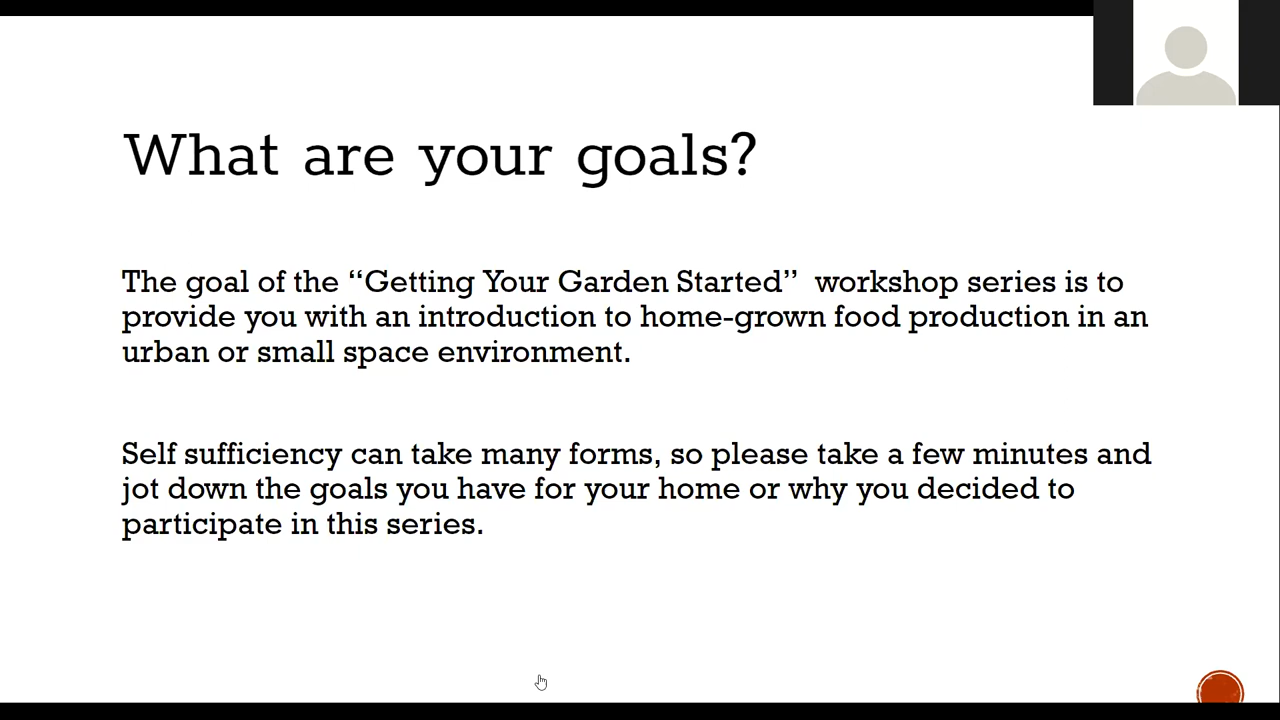 What are your goals?
The goal of the “Getting Your Garden Started”  workshop series is to
provide you with an introduction to home-grown food production in an
urban or small space environment.
Self sufficiency can take many forms, so please take a few minutes and
jot down the goals you have for your home or why you decided to
participate in this series.